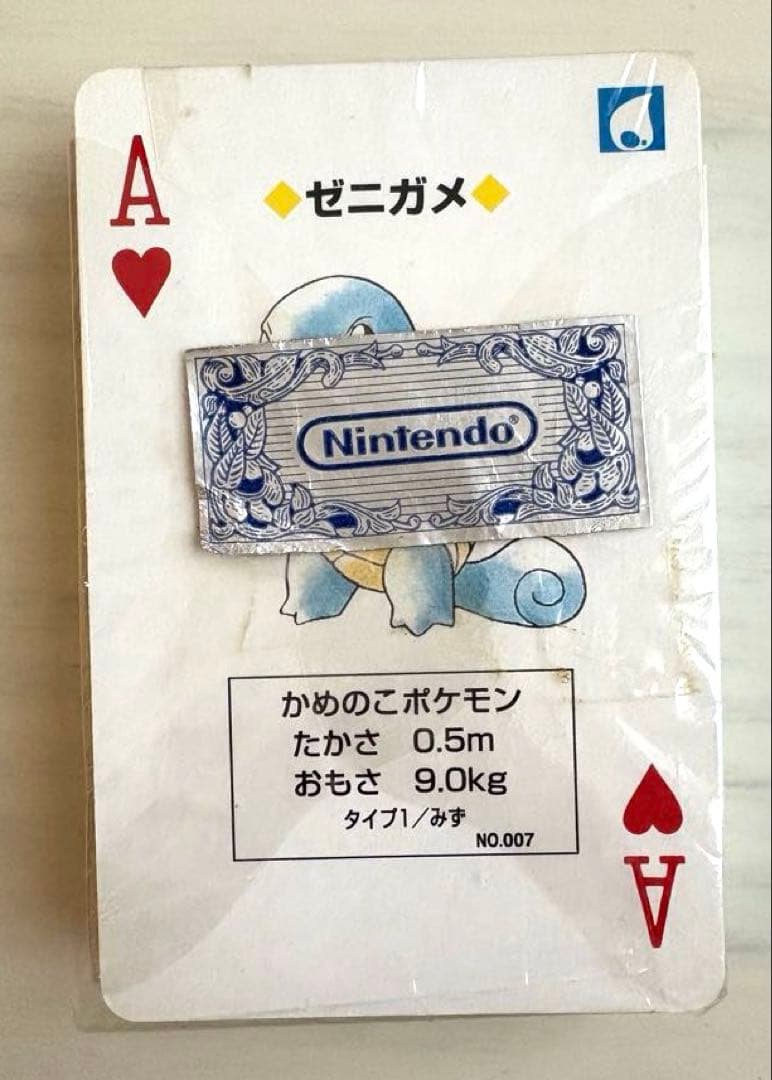 A
◆ゼニガメ◆
Nintendo®
かめのこポケモン
たかさ 0.5m
おもさ 9.0kg
タイプ1/みず
NO.007
A